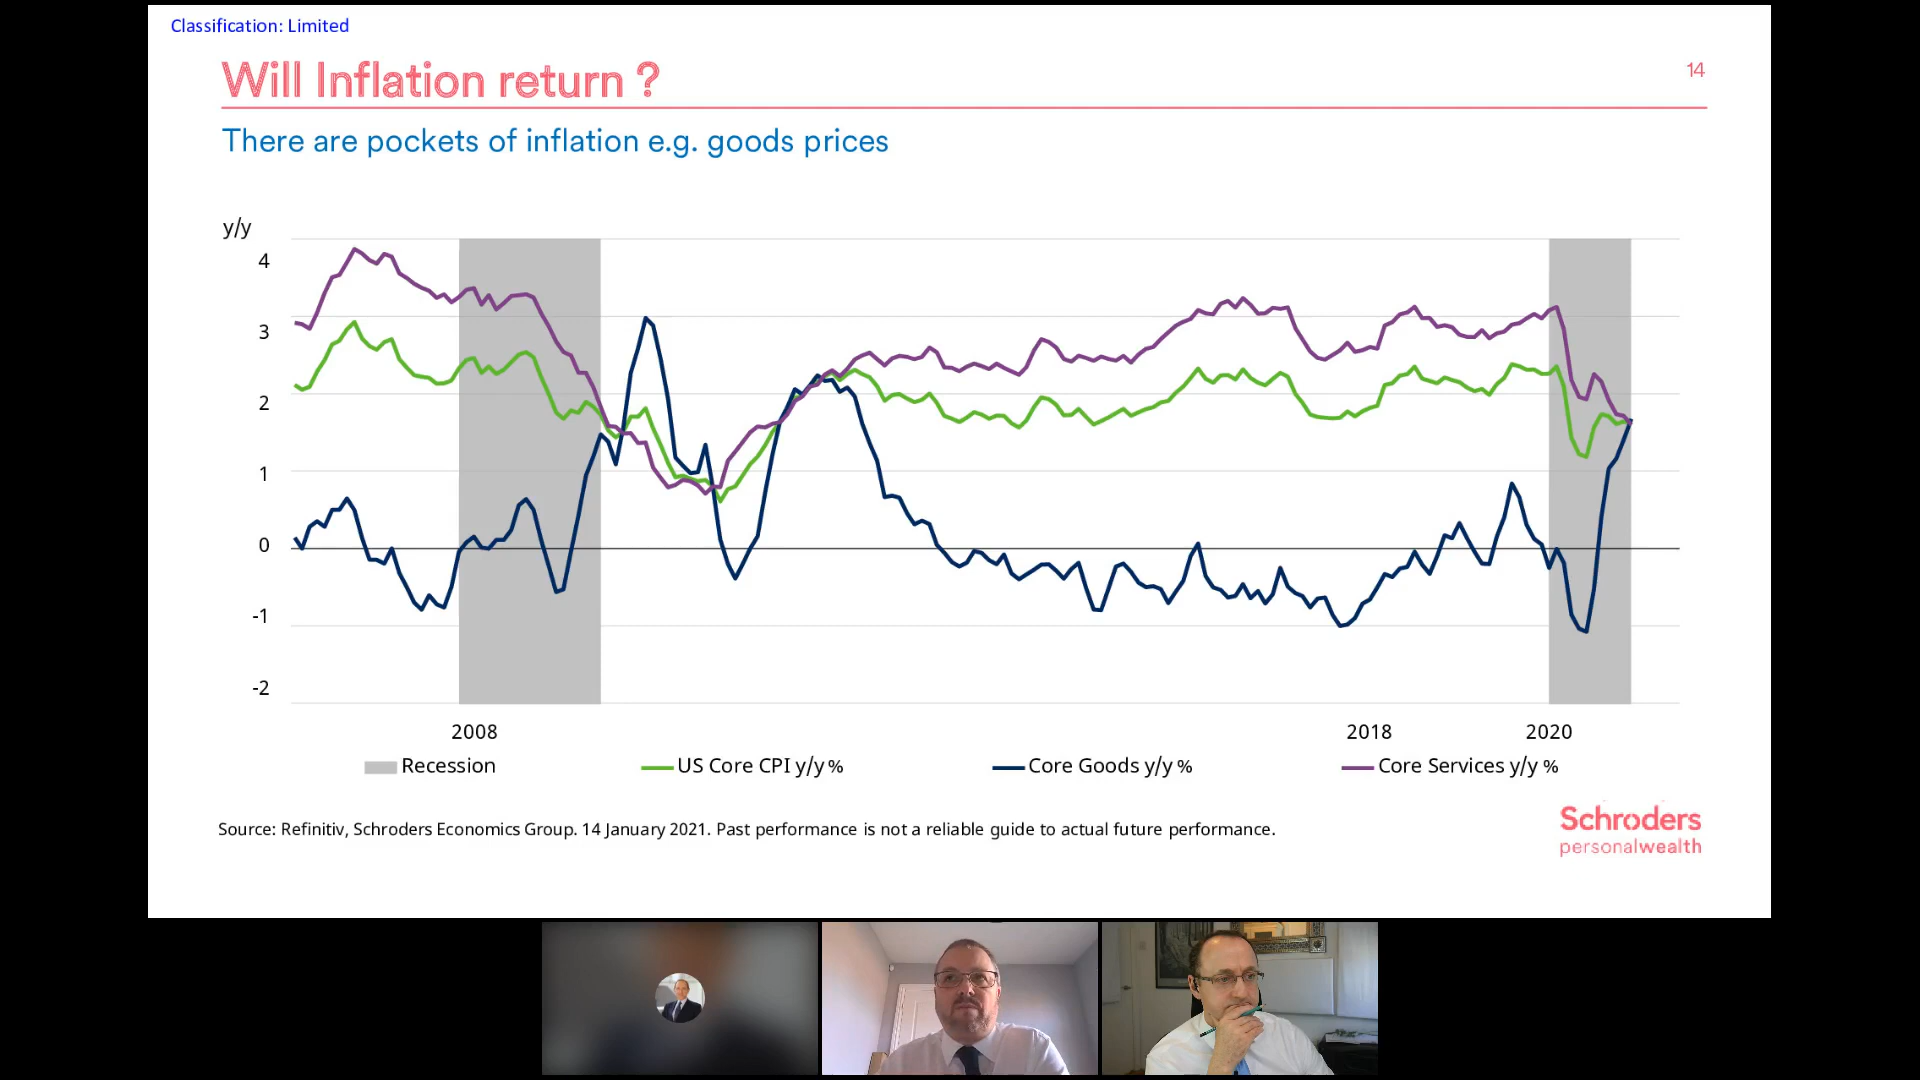 Classification: Limited
Will Inflation return ?
14
There are pockets of inflation e.g. goods prices
y/y
4
3
2
1
0
-1
-2
2008
2018
2020
Recession
US Core CPI y/y %
Core Goods y/y %
Core Services y/y %
Source: Refinitiv, Schroders Economics Group. 14 January 2021. Past performance is not a reliable guide to actual future performance.
Schroders
personalwealth